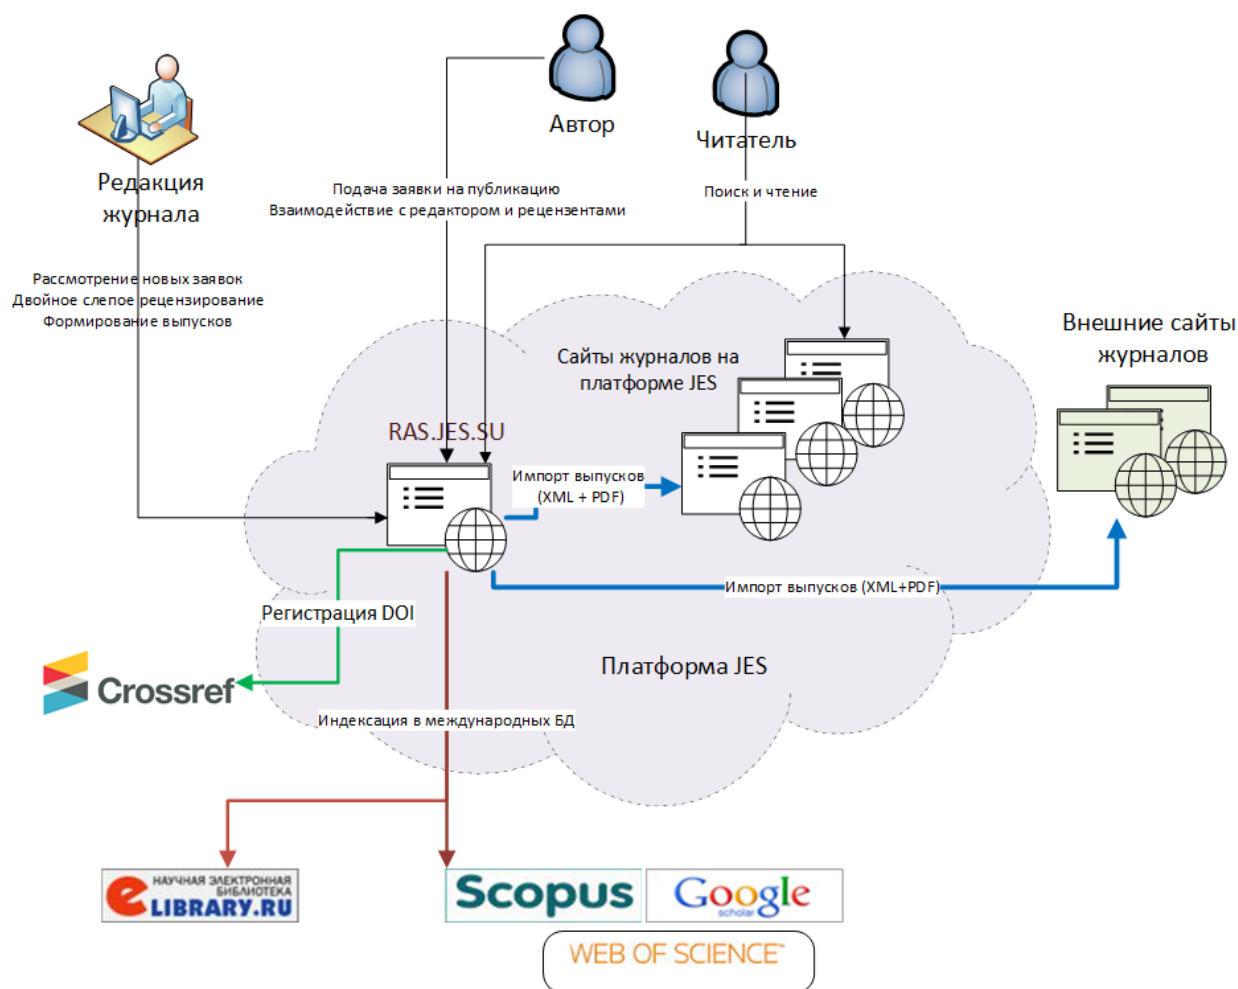 Автор
Читатель
Редакция
журнала
Подача заявки на публикацию
Взаимодействие с редактором и рецензентами
Поиск и чтение
Рассмотрение новых заявок
Двойное слепое рецензирование
Формирование выпусков
Внешние сайты
журналов
Сайты журналов на
платформе JES
RAS.JES.SU
Импорт выпусков
(XML + PDF)
Импорт выпусков (XML+PDF)
Регистрация DOI
Платформа JES
Crossref
Индексация в международных БД
НАУЧНАЯ ЭЛЕКТРОННАЯ
БИБЛИОТЕКА
eLIBRARY.RU
Scopus
Google
scholar
WEB OF SCIENCE™